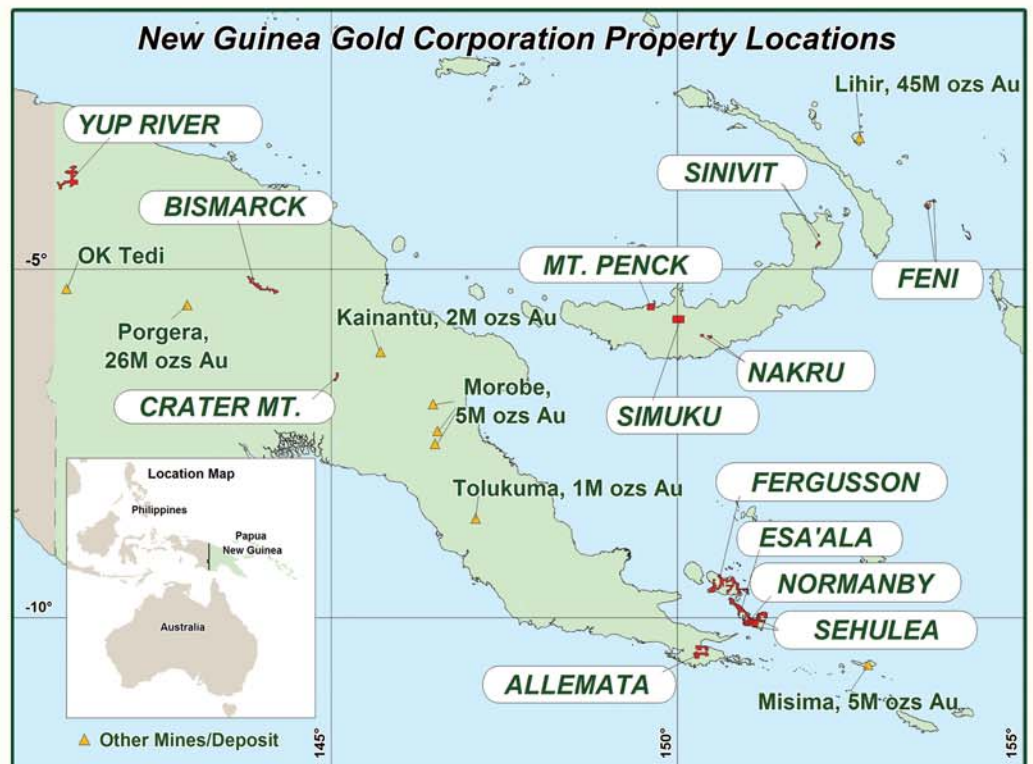 New Guinea Gold Corporation Property Locations
Lihir, 45M ozs Au
YUP RIVER
SINIVIT
BISMARCK
-5°
OK Tedi
MT. PENCK
FENI
Porgera,
26M ozs Au
Kainantu, 2M ozs Au
NAKRU
CRATER MT.
Morobe,
5M ozs Au
SIMUKU
Location Map
Philippines
Papua
New Guinea
Australia
Tolukuma, 1M ozs Au
FERGUSSON
ESA'ALA
NORMANBY
-10°
SEHULEA
ALLEMATA
Misima, 5M ozs Au
Other Mines/Deposit
145°
150°
155°